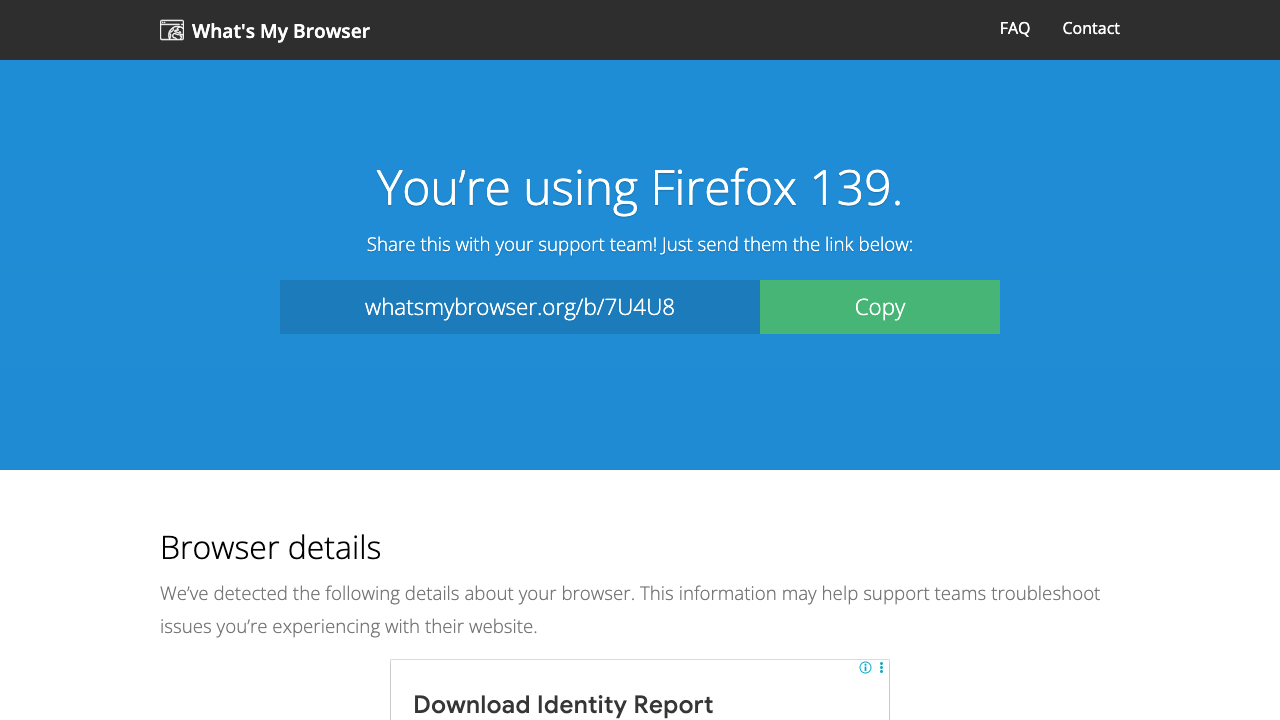 What's My Browser
FAQ
Contact
You’re using Firefox 139.
Share this with your support team! Just send them the link below:
whatsmybrowser.org/b/7U4U8
Copy
Browser details
We’ve detected the following details about your browser. This information may help support teams troubleshoot
issues you’re experiencing with their website.
Download Identity Report